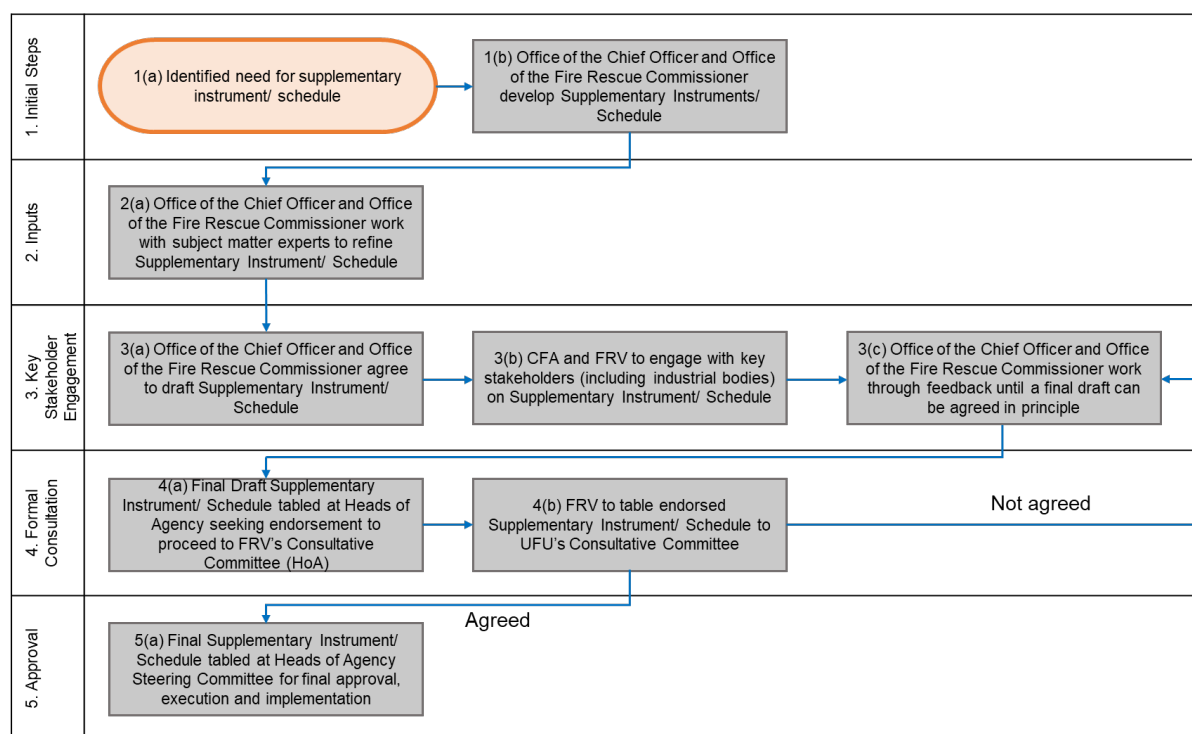 1. Initial Steps
1(a) Identified need for supplementary
instrument/ schedule
1(b) Office of the Chief Officer and Office
of the Fire Rescue Commissioner
develop Supplementary Instruments/
Schedule
2. Inputs
2(a) Office of the Chief Officer and Office
of the Fire Rescue Commissioner work
with subject matter experts to refine
Supplementary Instrument/ Schedule
3. Key
Stakeholder
Engagement
3(a) Office of the Chief Officer and Office
of the Fire Rescue Commissioner agree
to draft Supplementary Instrument/
Schedule
3(b) CFA and FRV to engage with key
stakeholders (including industrial bodies)
on Supplementary Instrument/ Schedule
3(c) Office of the Chief Officer and Office
of the Fire Rescue Commissioner work
through feedback until a final draft can
be agreed in principle
4. Formal
Consultation
4(a) Final Draft Supplementary
Instrument/ Schedule tabled at Heads of
Agency seeking endorsement to
proceed to FRV's Consultative
Committee (HoA)
4(b) FRV to table endorsed
Supplementary Instrument/ Schedule to
UFU's Consultative Committee
Not agreed
Agreed
5. Approval
5(a) Final Supplementary Instrument/
Schedule tabled at Heads of Agency
Steering Committee for final approval,
execution and implementation